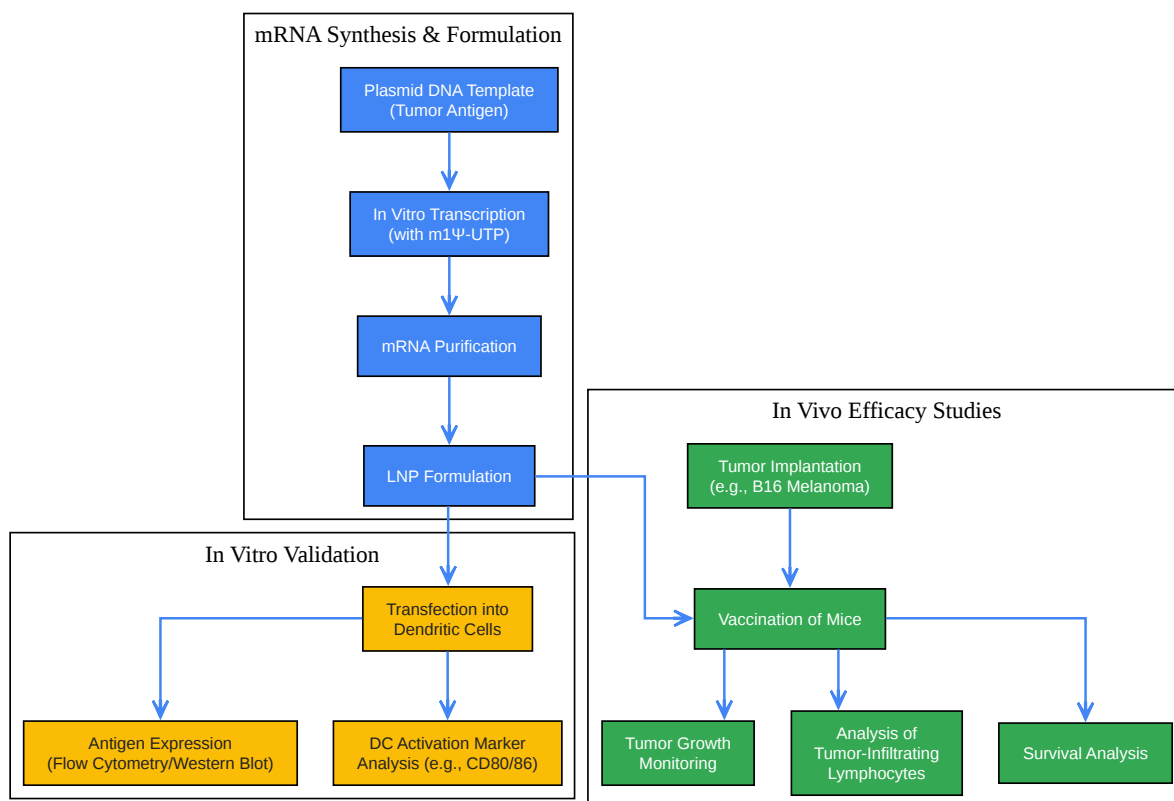 mRNA Synthesis & Formulation
Plasmid DNA Template
(Tumor Antigen)
In Vitro Transcription
(with m1Ψ-UTP)
mRNA Purification
LNP Formulation
In Vitro Validation
Transfection into
Dendritic Cells
Antigen Expression
(Flow Cytometry/Western Blot)
DC Activation Marker
Analysis (e.g., CD80/86)
In Vivo Efficacy Studies
Tumor Implantation
(e.g., B16 Melanoma)
Vaccination of Mice
Tumor Growth
Monitoring
Analysis of
Tumor-Infiltrating
Lymphocytes
Survival Analysis